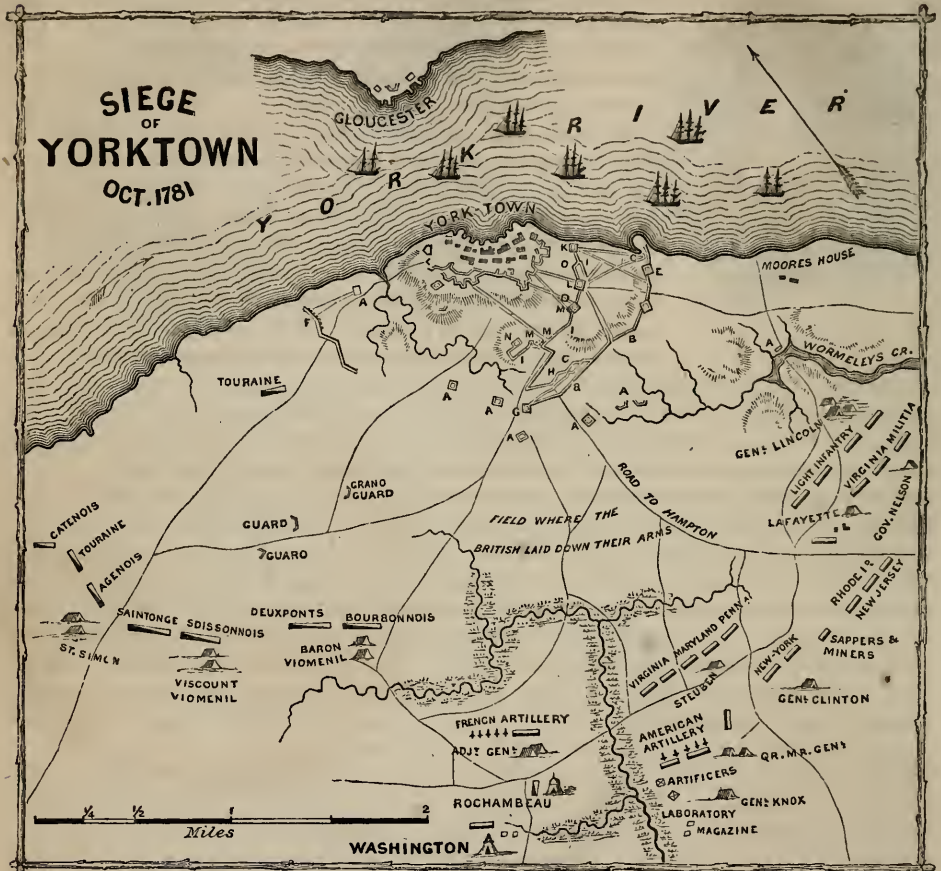 SIEGE
OF
YORKTOWN
OCT. 1781
GLOUCESTER
YORK RIVER
YORK TOWN
K
O
I
L
O
M
C
E
MOORES HOUSE
A
F
N
M
M
I
I
H
C
B
B
G
A
A
A
A
A
A
WORMELEYS CR.
TOURAINE
GENL. LINCOLN
LIGHT INFANTRY
VIRGINIA MILITIA
GRAND
GUARD
ROAD TO HAMPTON
LAFAYETTE
GOV. NELSON
GUARD
GUARD
FIELD WHERE THE
BRITISH LAID DOWN THEIR ARMS
CATENOIS
TOURAINE
AGENOIS
RHODE ID.
NEW JERSEY
SAINTONGE
SDISSONNOIS
DEUXPONTS
BOURBONNOIS
ST. SIMON
VISCOUNT
VIOMENIL
BARON
VIOMENIL
VIRGINIA
MARYLAND
PENN.A
STEUBEN
NEW-YORK
SAPPERS &
MINERS
GENL. CLINTON
FRENCH ARTILLERY
ADJT. GENL.
AMERICAN
ARTILLERY
QR. MR. GENL.
ARTIFICERS
GENL. KNOX
LABORATORY
MAGAZINE
ROCHAMBEAU
WASHINGTON
1/4 1/2 1 2
Miles